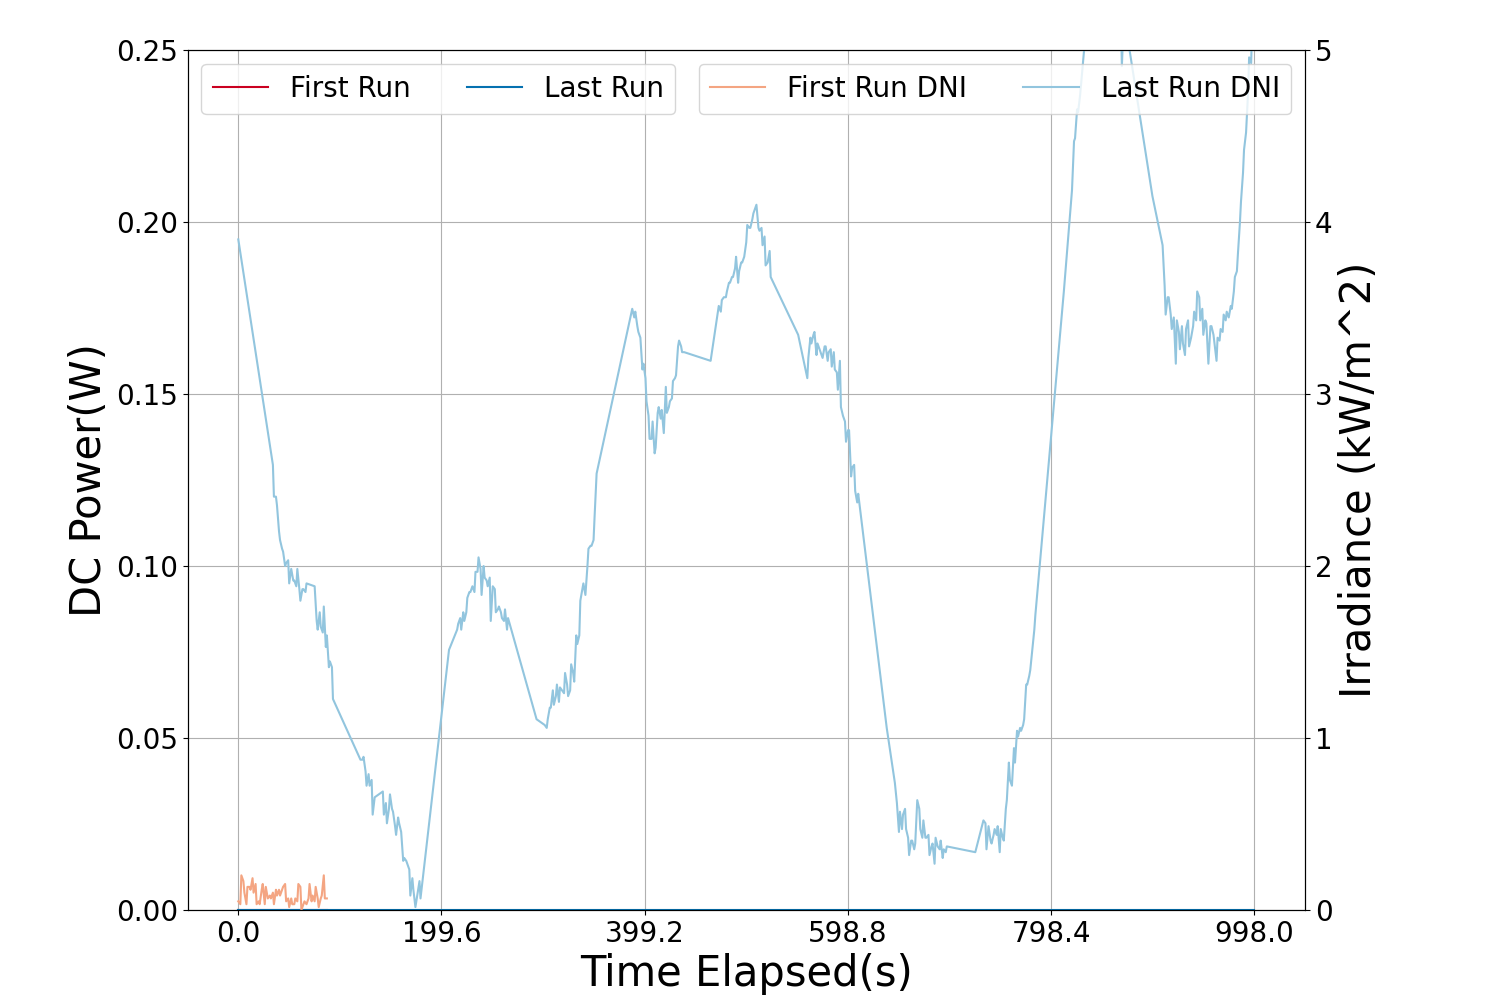 First Run
Last Run
First Run DNI
Last Run DNI
0.25
0.20
0.15
0.10
0.05
0.00
DC Power(W)
5
4
3
2
1
0
Irradiance (kW/m^2)
0.0 199.6 399.2 598.8 798.4 998.0
Time Elapsed(s)